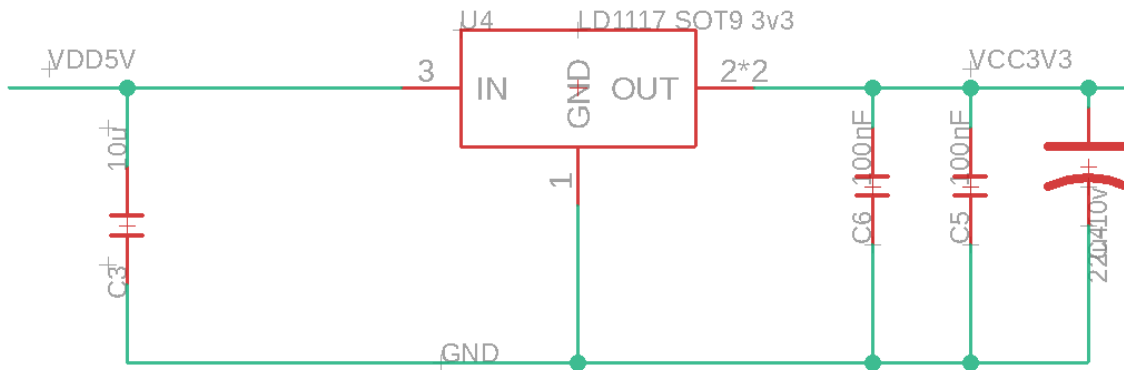 U4
LD1117 SOT9 3v3
VDD5V
3
IN
GND
OUT
2*2
VCC3V3
10u
C3
1
100nF
C6
100nF
C5
GND